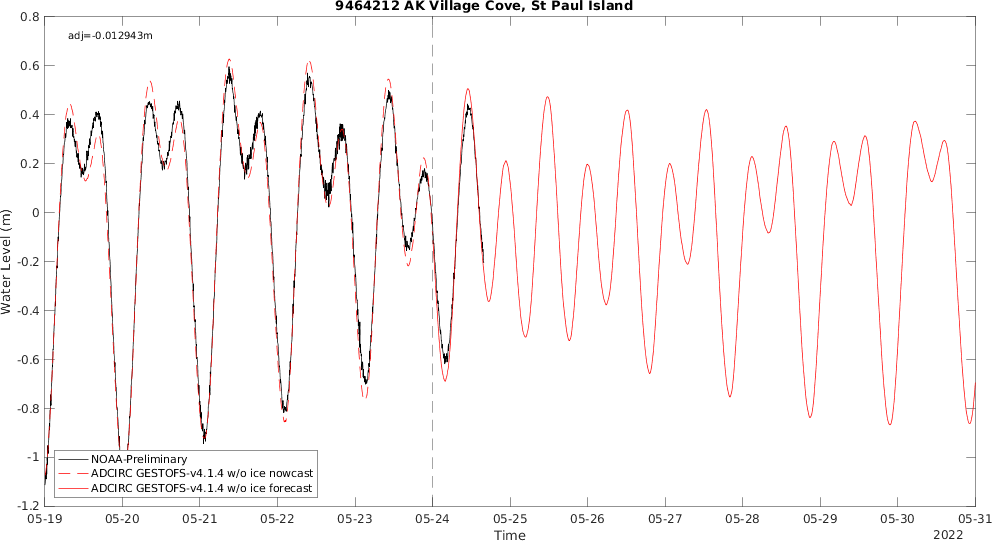 9464212 AK Village Cove, St Paul Island
adj=-0.012943m
Water Level (m)
0.8
0.6
0.4
0.2
0
-0.2
-0.4
-0.6
-0.8
-1
-1.2
NOAA-Preliminary
ADCIRC GESTOFS-v4.1.4 w/o ice nowcast
ADCIRC GESTOFS-v4.1.4 w/o ice forecast
05-19 05-20 05-21 05-22 05-23 05-24 05-25 05-26 05-27 05-28 05-29 05-30 05-31
Time
2022